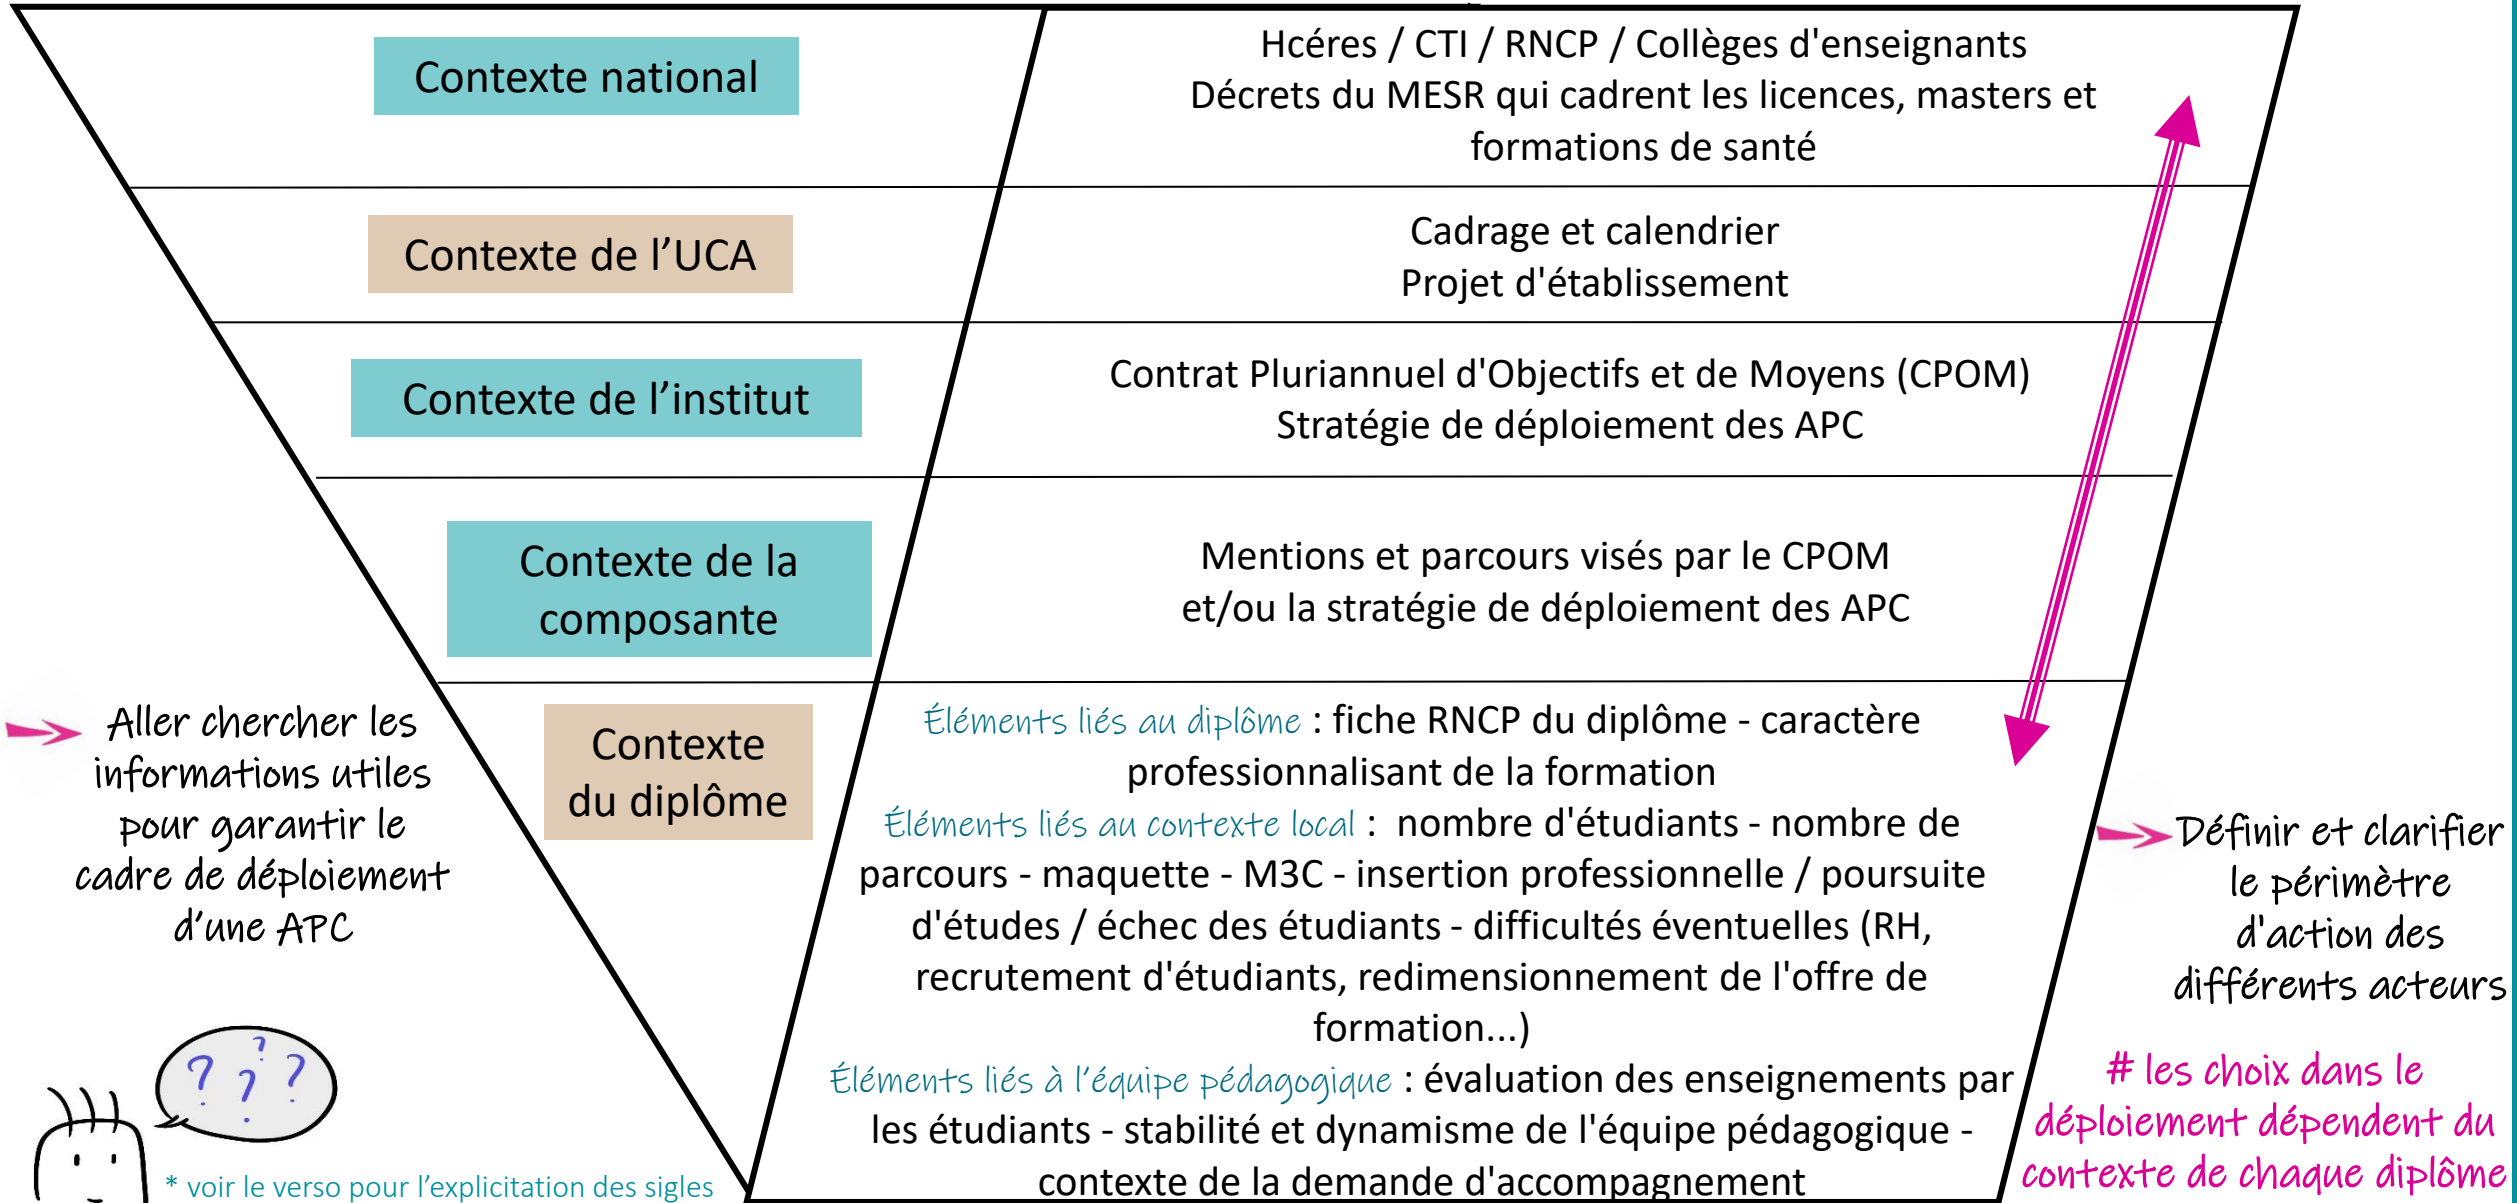 Contexte national
Hcéres / CTI / RNCP / Collèges d'enseignants
Décrets du MESR qui cadrent les licences, masters et
formations de santé
Contexte de l’UCA
Cadrage et calendrier
Projet d'établissement
Contexte de l’institut
Contrat Pluriannuel d'Objectifs et de Moyens (CPOM)
Stratégie de déploiement des APC
Contexte de la
composante
Mentions et parcours visés par le CPOM
et/ou la stratégie de déploiement des APC
Aller chercher les
informations utiles
pour garantir le
cadre de déploiement
d’une APC
Contexte
du diplôme
Éléments liés au diplôme : fiche RNCP du diplôme - caractère
professionnalisant de la formation
Éléments liés au contexte local : nombre d'étudiants - nombre de
parcours - maquette - M3C - insertion professionnelle / poursuite
d'études / échec des étudiants - difficultés éventuelles (RH,
recrutement d'étudiants, redimensionnement de l'offre de
formation...)
Éléments liés à l’équipe pédagogique : évaluation des enseignements par
les étudiants - stabilité et dynamisme de l'équipe pédagogique -
contexte de la demande d'accompagnement
Définir et clarifier
le périmètre
d'action des
différents acteurs
# les choix dans le
déploiement dépendent du
contexte de chaque diplôme
? ? ? ?
* voir le verso pour l’explicitation des sigles